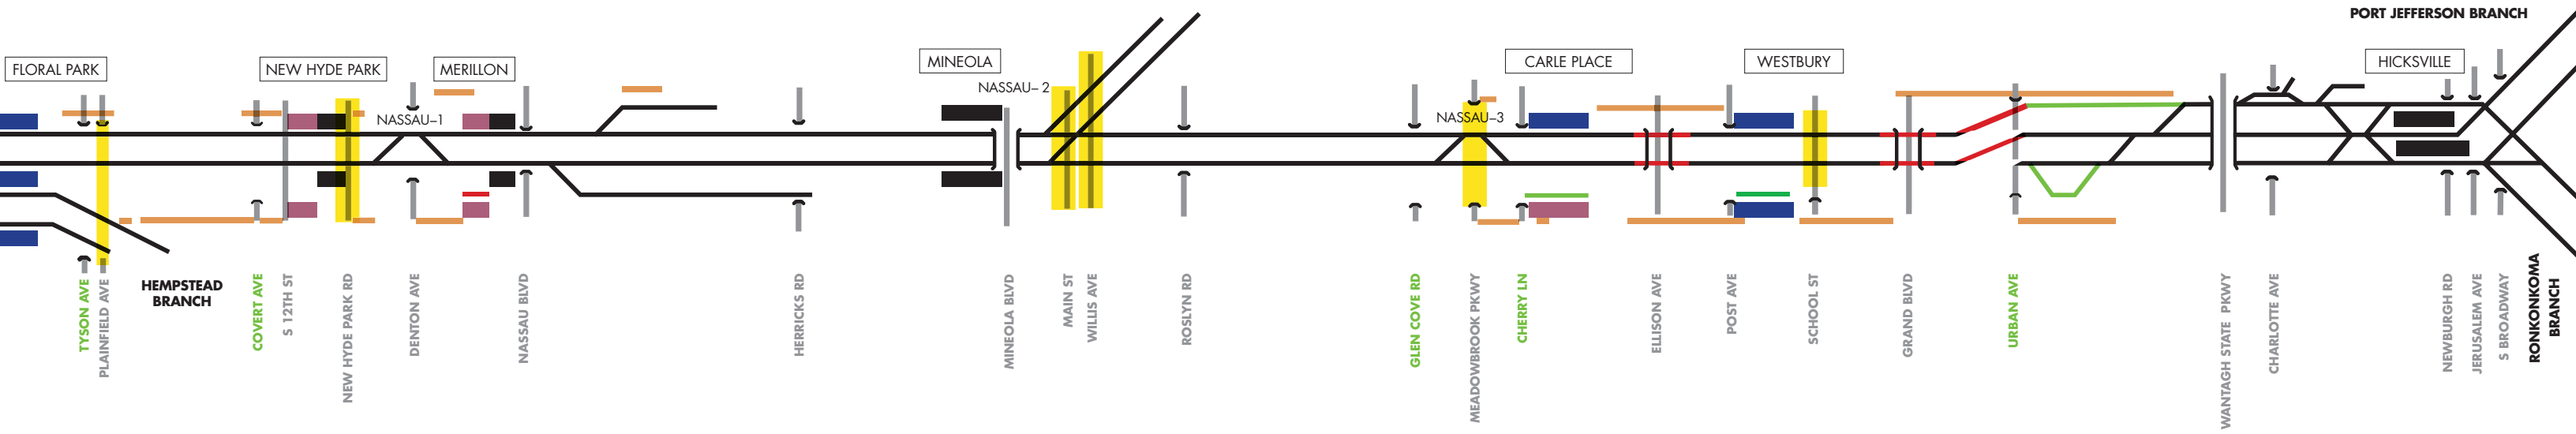 PORT JEFFERSON BRANCH
FLORAL PARK
NEW HYDE PARK
MERILLON
MINEOLA
CARLE PLACE
WESTBURY
HICKSVILLE
NASSAU–1
NASSAU– 2
NASSAU–3
TYSON AVE
PLAINFIELD AVE
HEMPSTEAD
BRANCH
COVERT AVE
S 12TH ST
NEW HYDE PARK RD
DENTON AVE
NASSAU BLVD
HERRICKS RD
MINEOLA BLVD
MAIN ST
WILLIS AVE
ROSLYN RD
GLEN COVE RD
MEADOWBROOK PKWY
CHERRY LN
ELLISON AVE
POST AVE
SCHOOL ST
GRAND BLVD
URBAN AVE
WANTAGH STATE PKWY
CHARLOTTE AVE
NEWBURGH RD
JERUSALEM AVE
S BROADWAY
RONKONKOMA
BRANCH